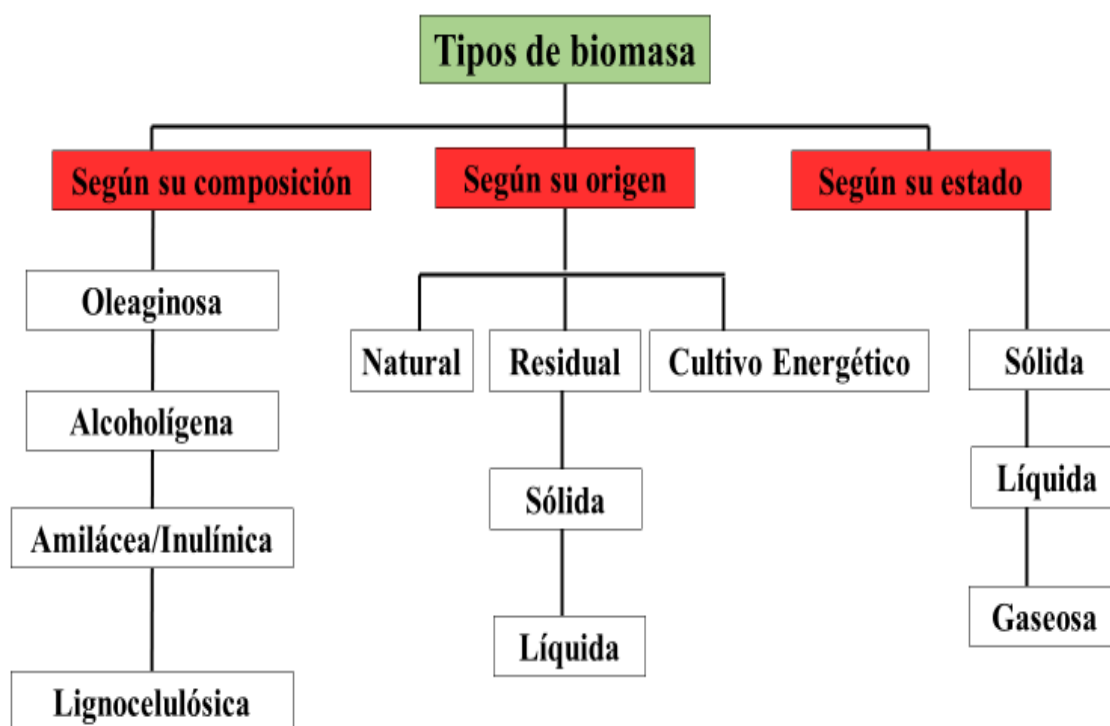 Tipos de biomasa
Según su composición
Según su origen
Según su estado
Oleaginosa
Alcoholígena
Amilácea/Inulínica
Lignocelulósica
Natural
Residual
Cultivo Energético
Sólida
Líquida
Sólida
Líquida
Gaseosa